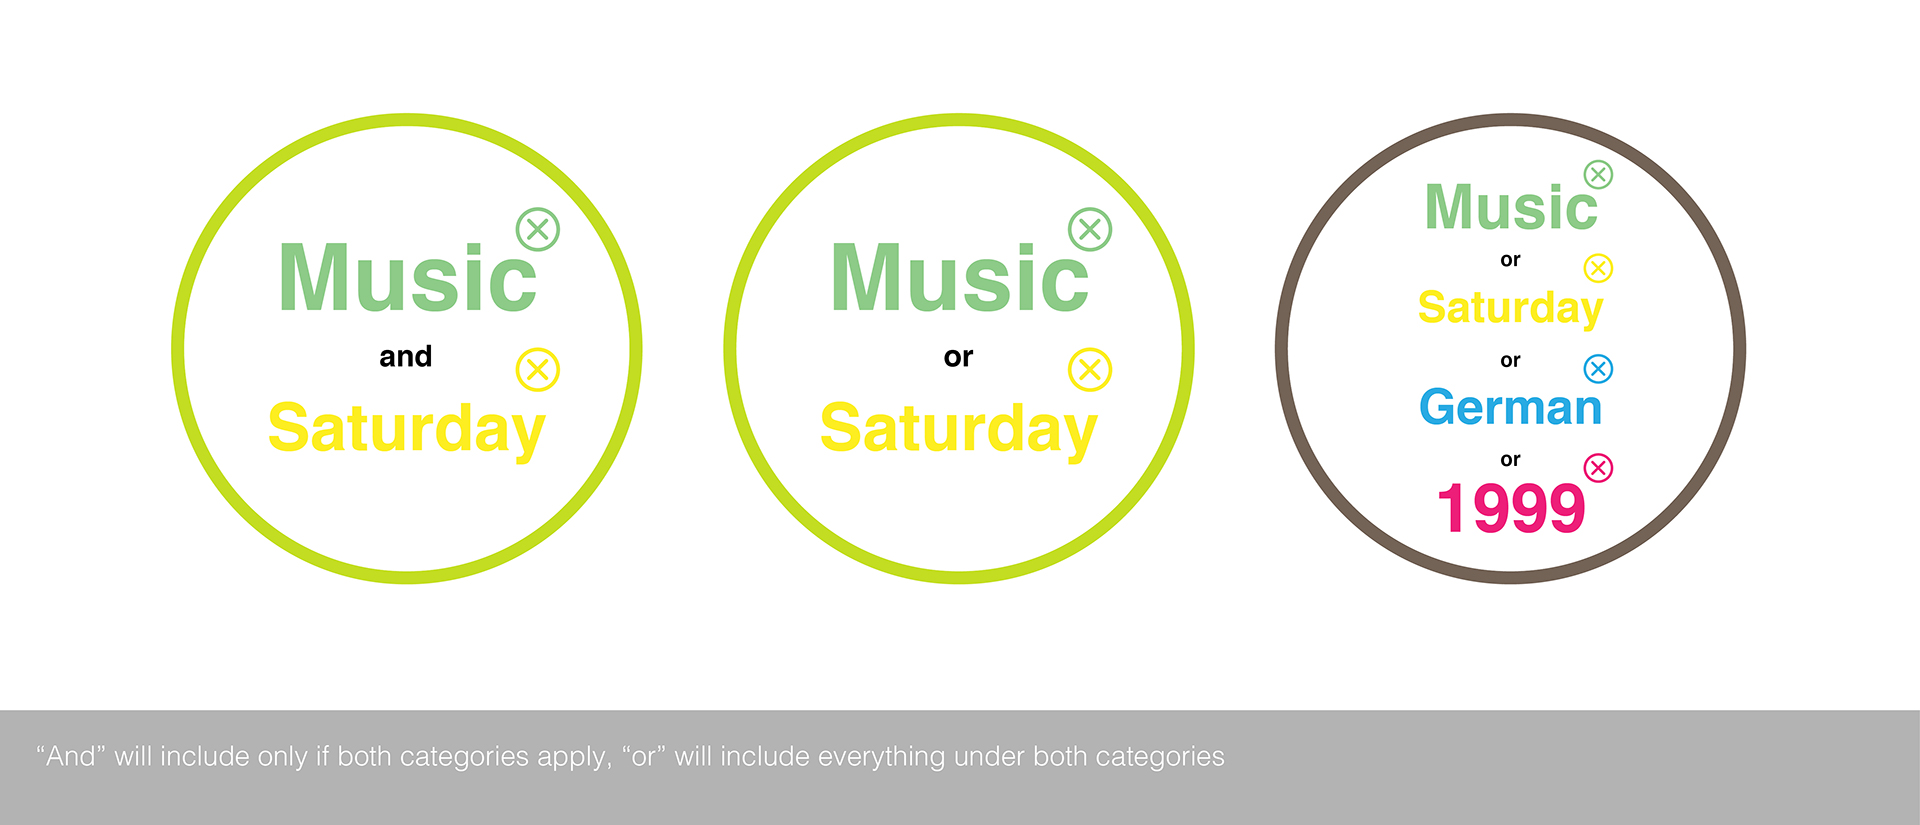 Music
and
Saturday
Music
or
Saturday
Music
or
Saturday
or
German
or
1999
“And” will include only if both categories apply, “or” will include everything under both categories